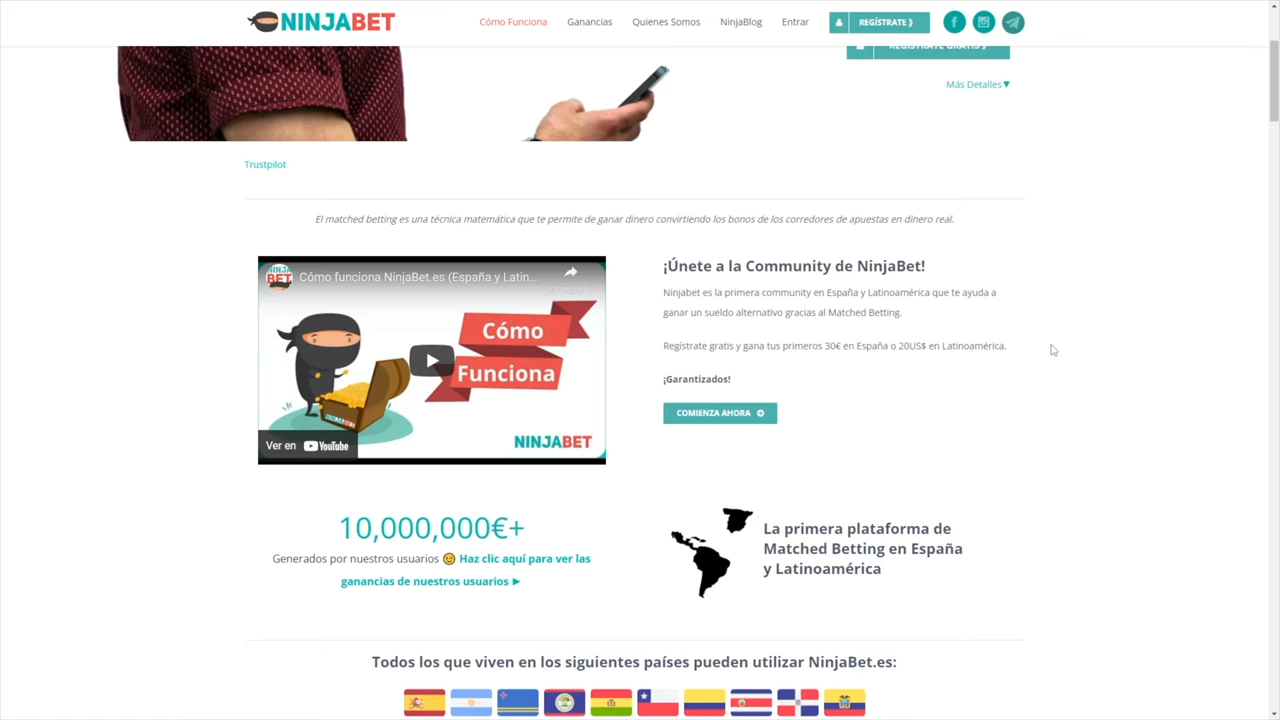 NINJABET
Cómo Funciona
Ganancias
Quienes Somos
NinjaBlog
Entrar
REGÍSTRATE
REGÍSTRATE GRATIS
Más Detalles▼
Trustpilot
El matched betting es una técnica matemática que te permite de ganar dinero convirtiendo los bonos de los corredores de apuestas en dinero real.
NINJA
BET
Cómo funciona NinjaBet.es (España y Latin...
Compartir
Cómo
Funciona
NINJABET
Ver en YouTube
¡Únete a la Community de NinjaBet!
Ninjabet es la primera community en España y Latinoamérica que te ayuda a
ganar un sueldo alternativo gracias al Matched Betting.
Regístrate gratis y gana tus primeros 30€ en España o 20US$ en Latinoamérica.
¡Garantizados!
COMIENZA AHORA
10,000,000€+
Generados por nuestros usuarios 😉 Haz clic aquí para ver las
ganancias de nuestros usuarios ►
La primera plataforma de
Matched Betting en España
y Latinoamérica
Todos los que viven en los siguientes países pueden utilizar NinjaBet.es: